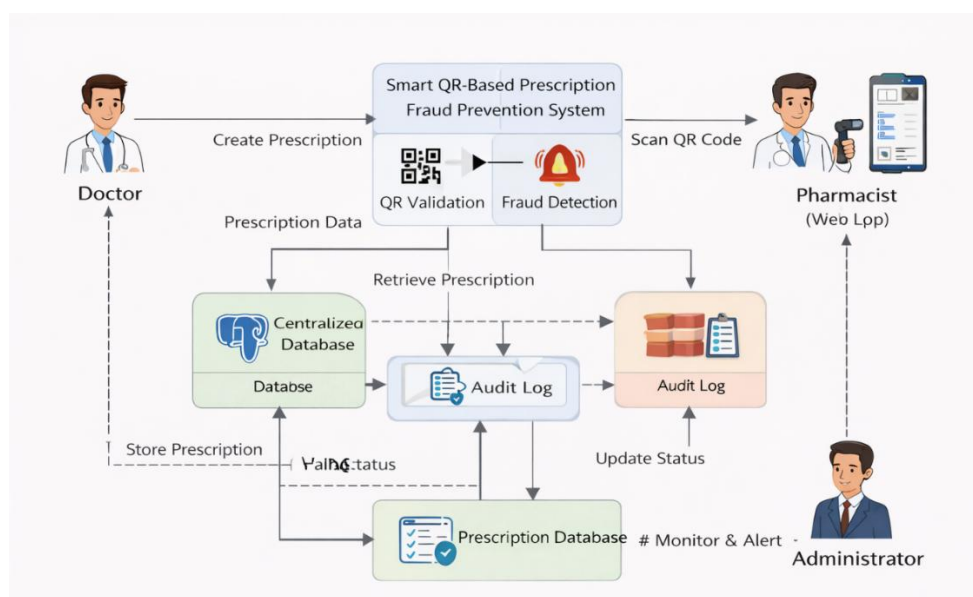 Smart QR-Based Prescription
Fraud Prevention System
Create Prescription
Scan QR Code
QR Validation
Fraud Detection
Doctor
Pharmacist
(Web Lpp)
Prescription Data
Retrieve Prescription
Centralized
Database
Databse
Audit Log
Audit Log
Store Prescription
Update Status
Prescription Database
# Monitor & Alert -
Administrator